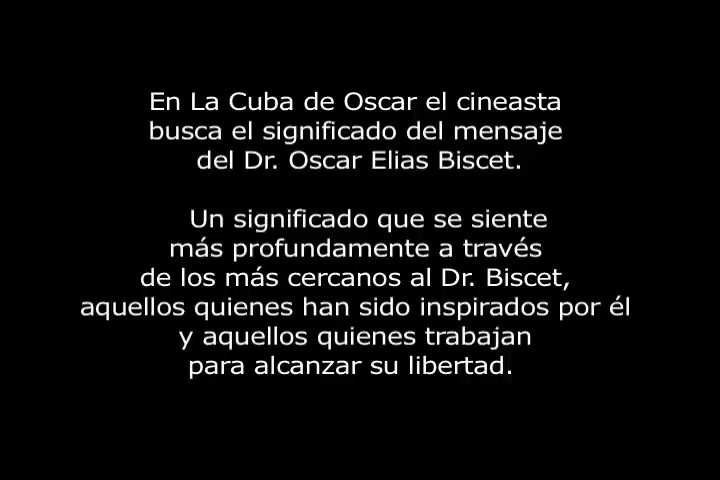 En La Cuba de Oscar el cineasta
busca el significado del mensaje
del Dr. Oscar Elias Biscet.
Un significado que se siente
más profundamente a través
de los más cercanos al Dr. Biscet,
aquellos quienes han sido inspirados por él
y aquellos quienes trabajan
para alcanzar su libertad.